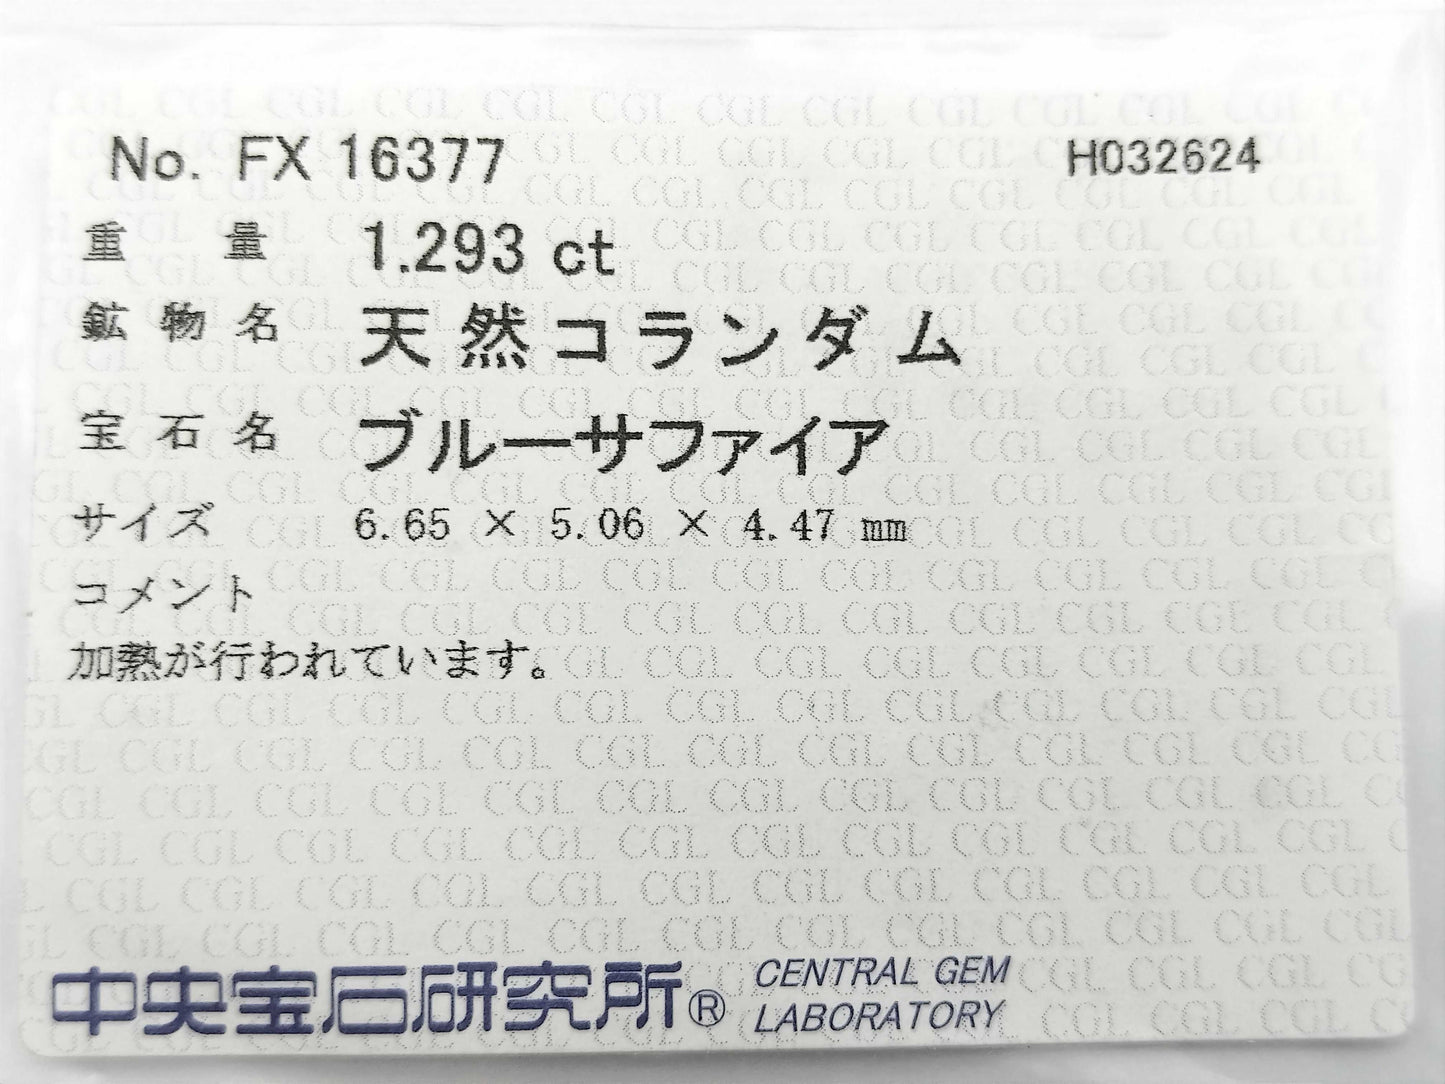 No. FX 16377 H032624
重量 1.293 ct
鉱物名 天然コランダム
宝石名 ブルーサファイア
サイズ 6.65 × 5.06 × 4.47 mm
コメント
加熱が行われています。
中央宝石研究所® CENTRAL GEM LABORATORY